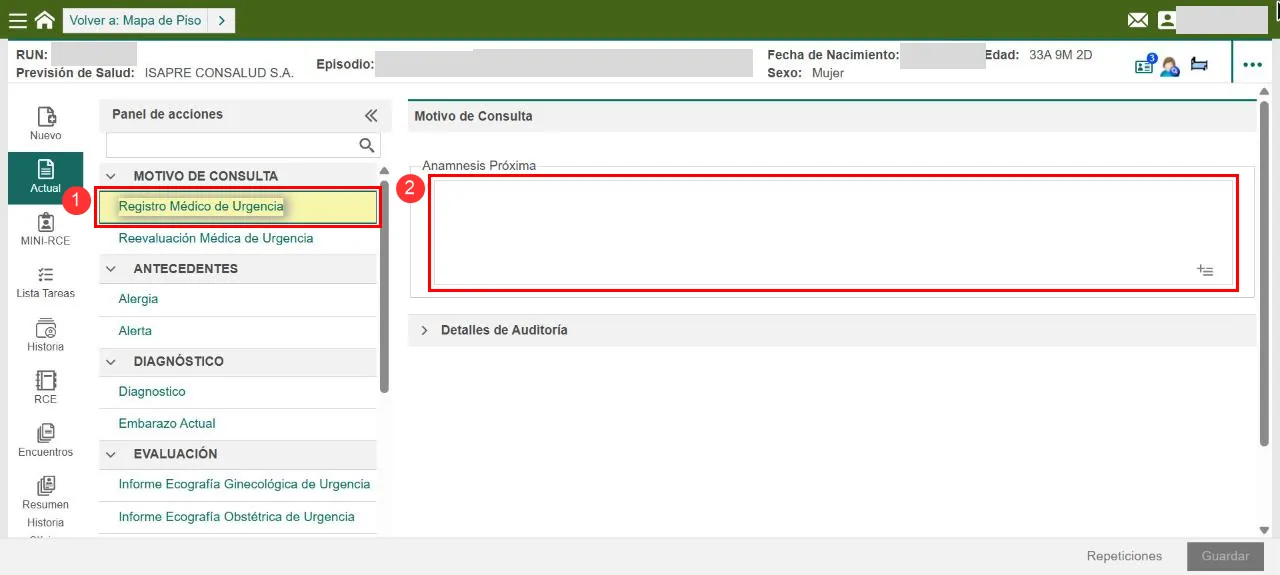 Volver a: Mapa de Piso
RUN:
Previsión de Salud: ISAPRE CONSALUD S.A.
Episodio:
Fecha de Nacimiento:
Edad: 33A 9M 2D
Sexo: Mujer
3
Nuevo
Actual
MINI-RCE
Lista Tareas
Historia
RCE
Encuentros
Resumen
Historia
Panel de acciones
MOTIVO DE CONSULTA
1
Registro Médico de Urgencia
Reevaluación Médica de Urgencia
ANTECEDENTES
Alergia
Alerta
DIAGNÓSTICO
Diagnostico
Embarazo Actual
EVALUACIÓN
Informe Ecografía Ginecológica de Urgencia
Informe Ecografía Obstétrica de Urgencia
Motivo de Consulta
Anamnesis Próxima
2
Detalles de Auditoría
Repeticiones
Guardar